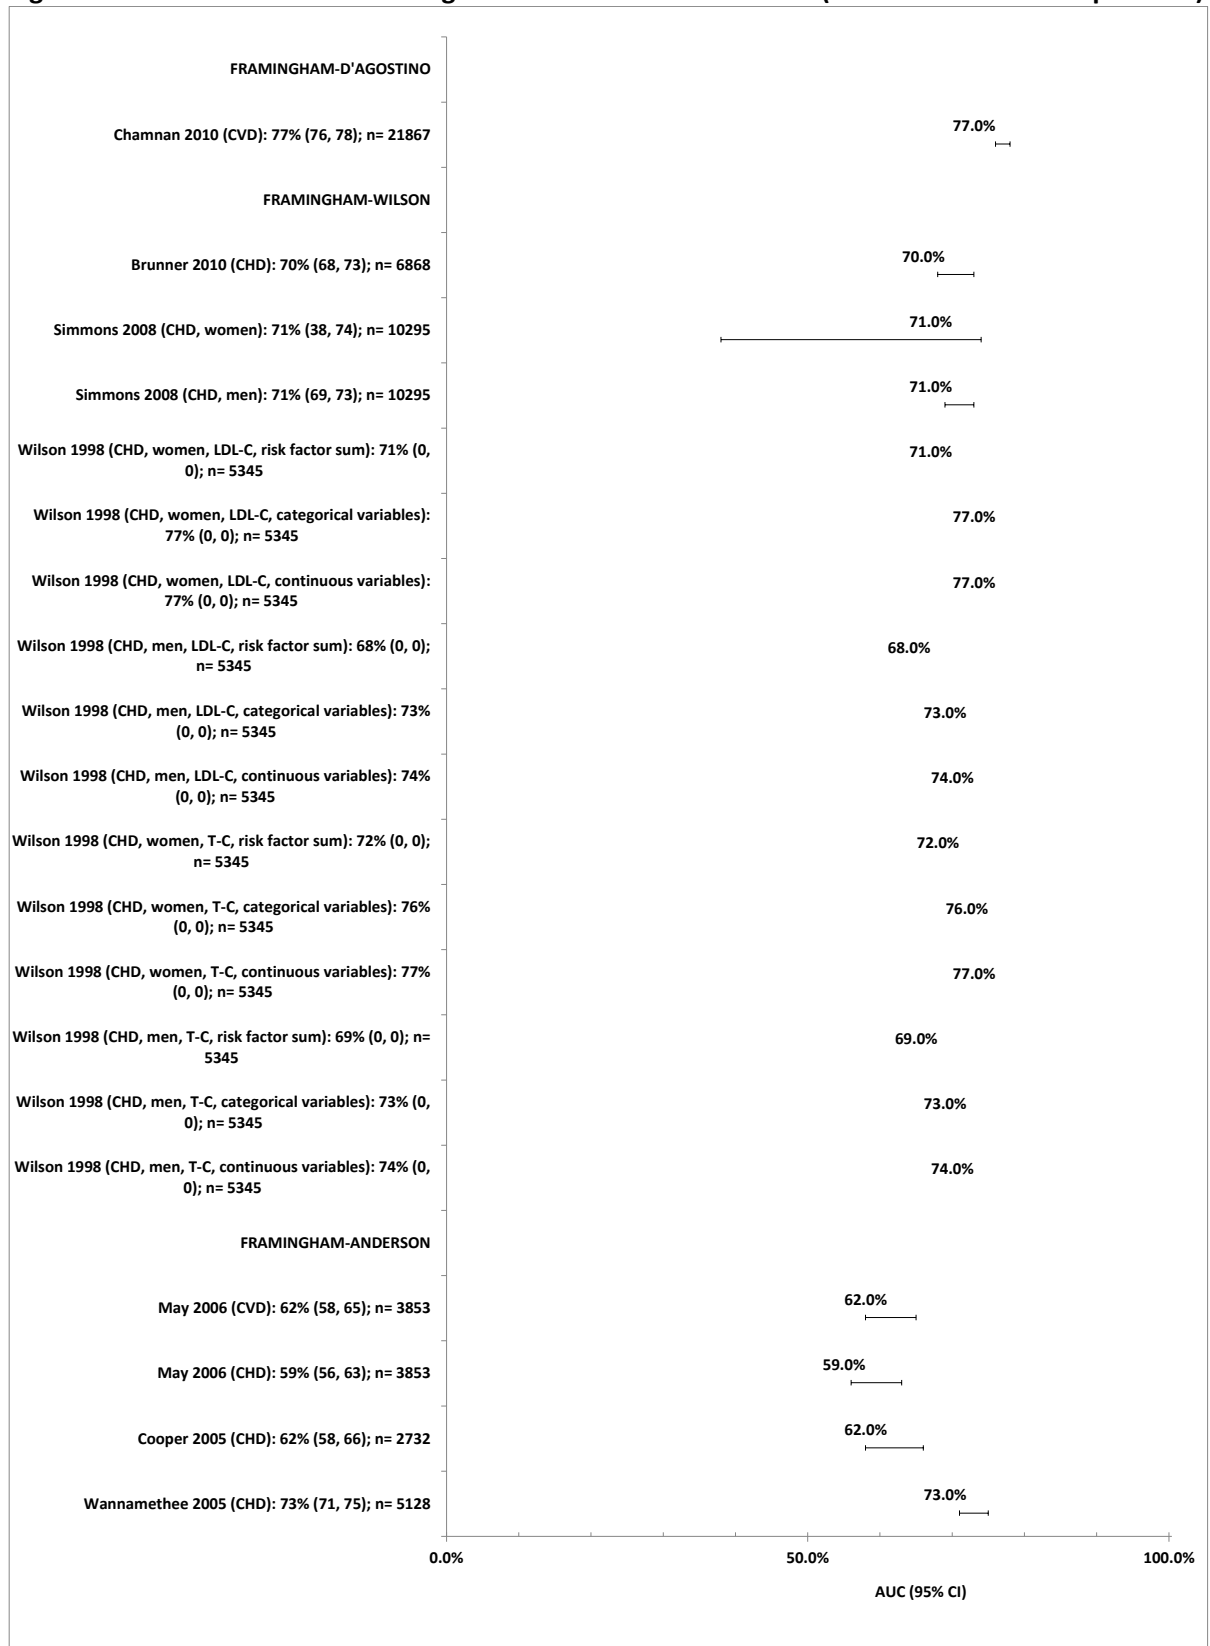 FRAMINGHAM-D'AGOSTINO
Chamnan 2010 (CVD): 77% (76, 78); n= 21867
77.0%
FRAMINGHAM-WILSON
Brunner 2010 (CHD): 70% (68, 73); n= 6868
70.0%
Simmons 2008 (CHD, women): 71% (38, 74); n= 10295
71.0%
Simmons 2008 (CHD, men): 71% (69, 73); n= 10295
71.0%
Wilson 1998 (CHD, women, LDL-C, risk factor sum): 71% (0,
0); n= 5345
71.0%
Wilson 1998 (CHD, women, LDL-C, categorical variables):
77% (0, 0); n= 5345
77.0%
Wilson 1998 (CHD, women, LDL-C, continuous variables):
77% (0, 0); n= 5345
77.0%
Wilson 1998 (CHD, men, LDL-C, risk factor sum): 68% (0, 0);
n= 5345
68.0%
Wilson 1998 (CHD, men, LDL-C, categorical variables): 73%
(0, 0); n= 5345
73.0%
Wilson 1998 (CHD, men, LDL-C, continuous variables): 74%
(0, 0); n= 5345
74.0%
Wilson 1998 (CHD, women, T-C, risk factor sum): 72% (0, 0);
n= 5345
72.0%
Wilson 1998 (CHD, women, T-C, categorical variables): 76%
(0, 0); n= 5345
76.0%
Wilson 1998 (CHD, women, T-C, continuous variables): 77%
(0, 0); n= 5345
77.0%
Wilson 1998 (CHD, men, T-C, risk factor sum): 69% (0, 0); n=
5345
69.0%
Wilson 1998 (CHD, men, T-C, categorical variables): 73% (0,
0); n= 5345
73.0%
Wilson 1998 (CHD, men, T-C, continuous variables): 74% (0,
0); n= 5345
74.0%
FRAMINGHAM-ANDERSON
May 2006 (CVD): 62% (58, 65); n= 3853
62.0%
May 2006 (CHD): 59% (56, 63); n= 3853
59.0%
Cooper 2005 (CHD): 62% (58, 66); n= 2732
62.0%
Wannamethee 2005 (CHD): 73% (71, 75); n= 5128
73.0%
0.0% 50.0% 100.0%
AUC (95% CI)